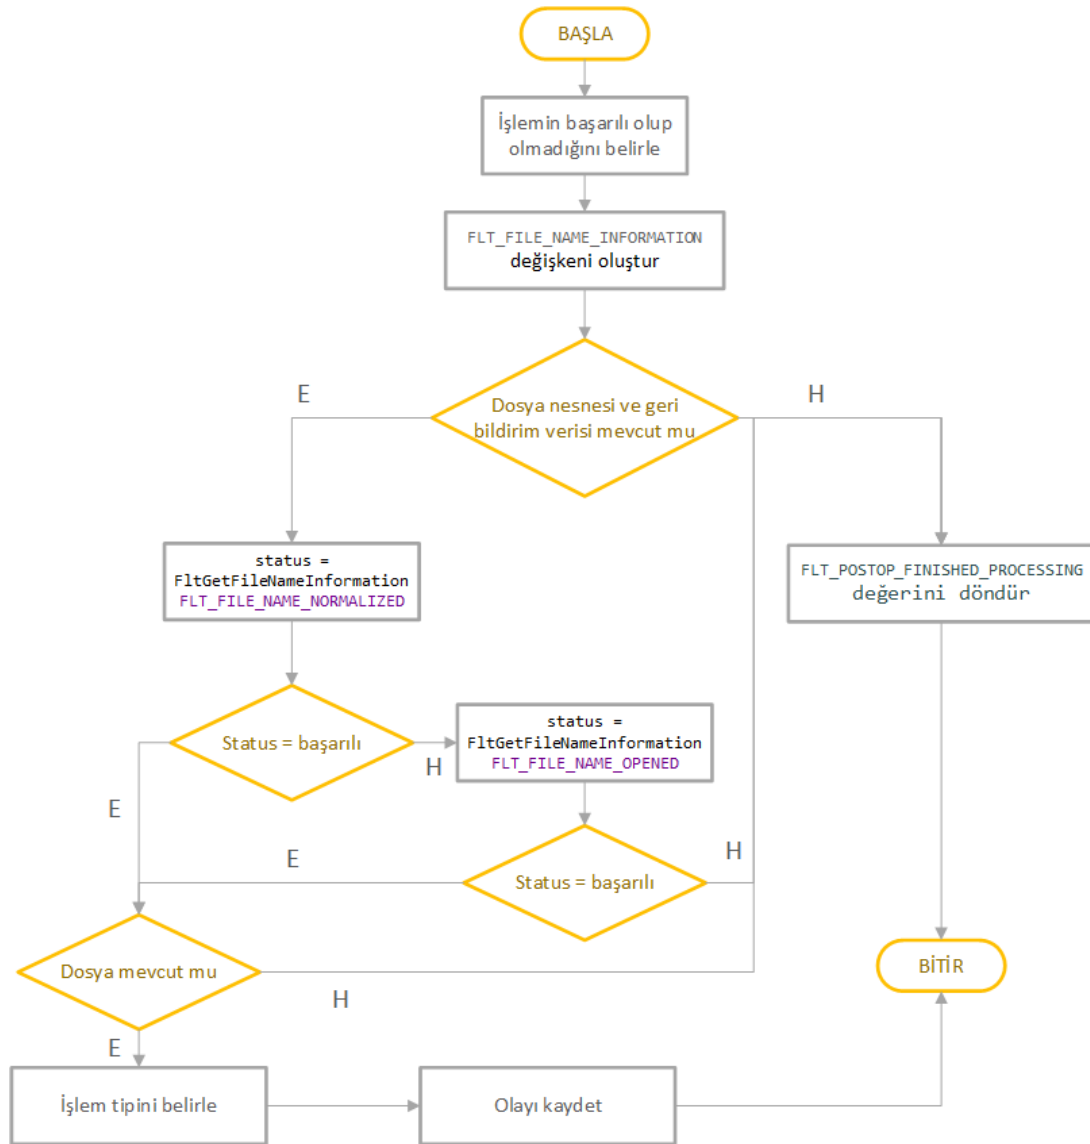 BAŞLA
İşlemin başarılı olup
olmadığını belirle
FLT_FILE_NAME_INFORMATION
değişkeni oluştur
E
H
Dosya nesnesi ve geri
bildirim verisi mevcut mu
status =
FltGetFileNameInformation
FLT_FILE_NAME_NORMALIZED
FLT_POSTOP_FINISHED_PROCESSING
değerini döndür
Status = başarılı
H
status =
FltGetFileNameInformation
FLT_FILE_NAME_OPENED
E
E
Status = başarılı
H
Dosya mevcut mu
H
BİTİR
E
İşlem tipini belirle
Olayı kaydet